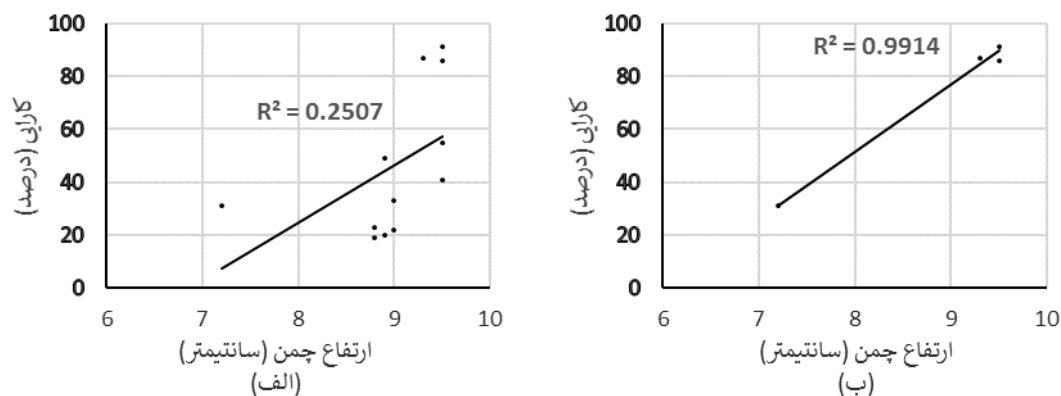 کارایی (درصد)
100
80
60
40
20
0
R² = 0.2507
6 7 8 9 10
ارتفاع چمن (سانتیمتر)
(الف)
کارایی (درصد)
100
80
60
40
20
0
R² = 0.9914
6 7 8 9 10
ارتفاع چمن (سانتیمتر)
(ب)